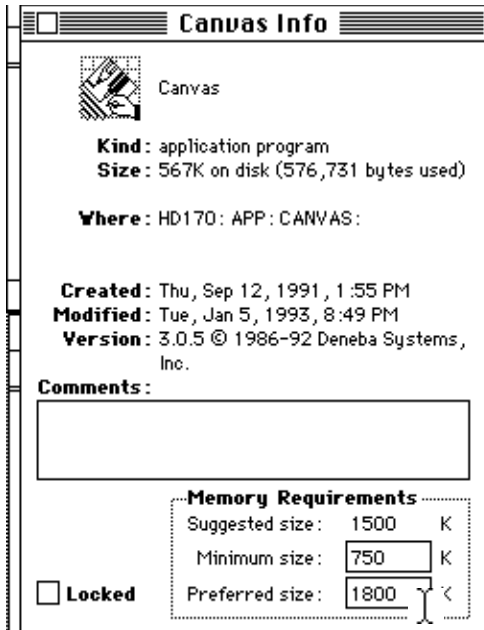 Canvas Info
Canvas
Kind: application program
Size: 567K on disk (576,731 bytes used)
Where: HD170: APP: CANVAS:
Created: Thu, Sep 12, 1991, 1:55 PM
Modified: Tue, Jan 5, 1993, 8:49 PM
Version: 3.0.5 © 1986-92 Deneba Systems,
Inc.
Comments:
Memory Requirements
Suggested size: 1500 K
Minimum size: 750 K
Locked Preferred size: 1800 K